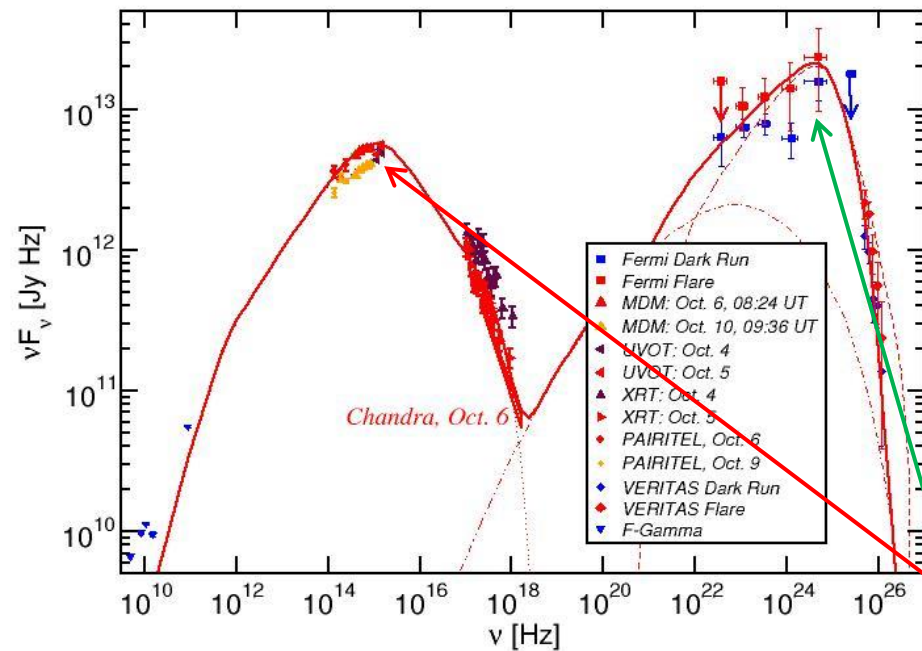 10^13
10^12
10^11
10^10
νF_ν [Jy Hz]
Fermi Dark Run
Fermi Flare
MDM: Oct. 6, 08:24 UT
MDM: Oct. 10, 09:36 UT
UVOT: Oct. 4
UVOT: Oct. 5
XRT: Oct. 4
XRT: Oct. 5
PAIRITEL, Oct. 6
PAIRITEL, Oct. 9
VERITAS Dark Run
VERITAS Flare
F-Gamma
Chandra, Oct. 6
10^10 10^12 10^14 10^16 10^18 10^20 10^22 10^24 10^26
ν [Hz]